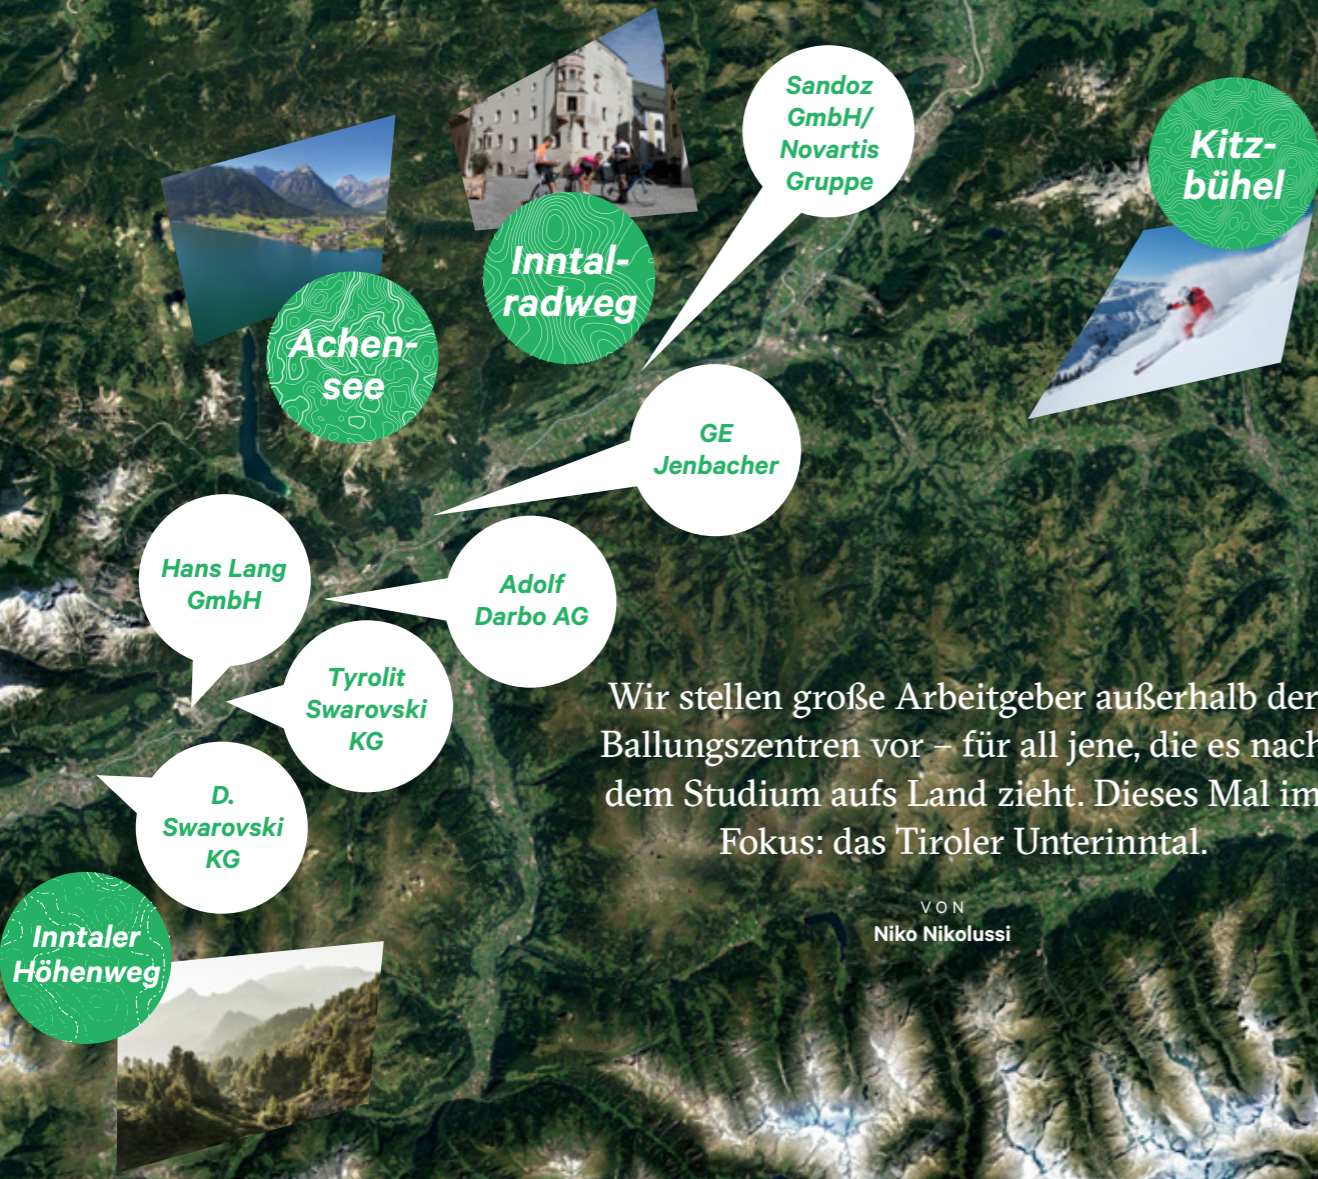 Sandoz
GmbH/
Novartis
Gruppe
Kitz-
bühel
Inntal-
radweg
Achen-
see
GE
Jenbacher
Hans Lang
GmbH
Adolf
Darbo AG
Tyrolit
Swarovski
KG
D.
Swarovski
KG
Wir stellen große Arbeitgeber außerhalb der
Ballungszentren vor – für all jene, die es nach
dem Studium aufs Land zieht. Dieses Mal im
Fokus: das Tiroler Unterinntal.
VON
Niko Nikolussi
Inntaler
Höhenweg